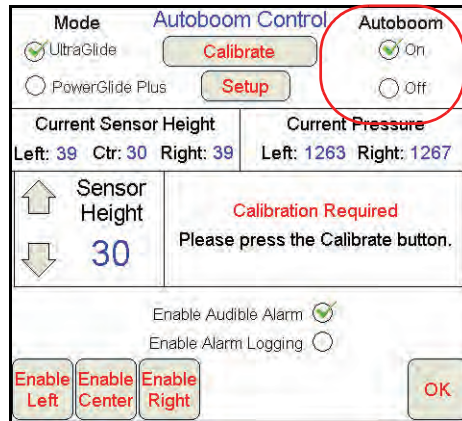 Mode
Autoboom Control
Autoboom
UltraGlide
Calibrate
On
PowerGlide Plus
Setup
Off
Current Sensor Height
Current Pressure
Left: 39 Ctr: 30 Right: 39
Left: 1263 Right: 1267
Sensor Height
30
Calibration Required
Please press the Calibrate button.
Enable Audible Alarm
Enable Alarm Logging
Enable Left
Enable Center
Enable Right
OK